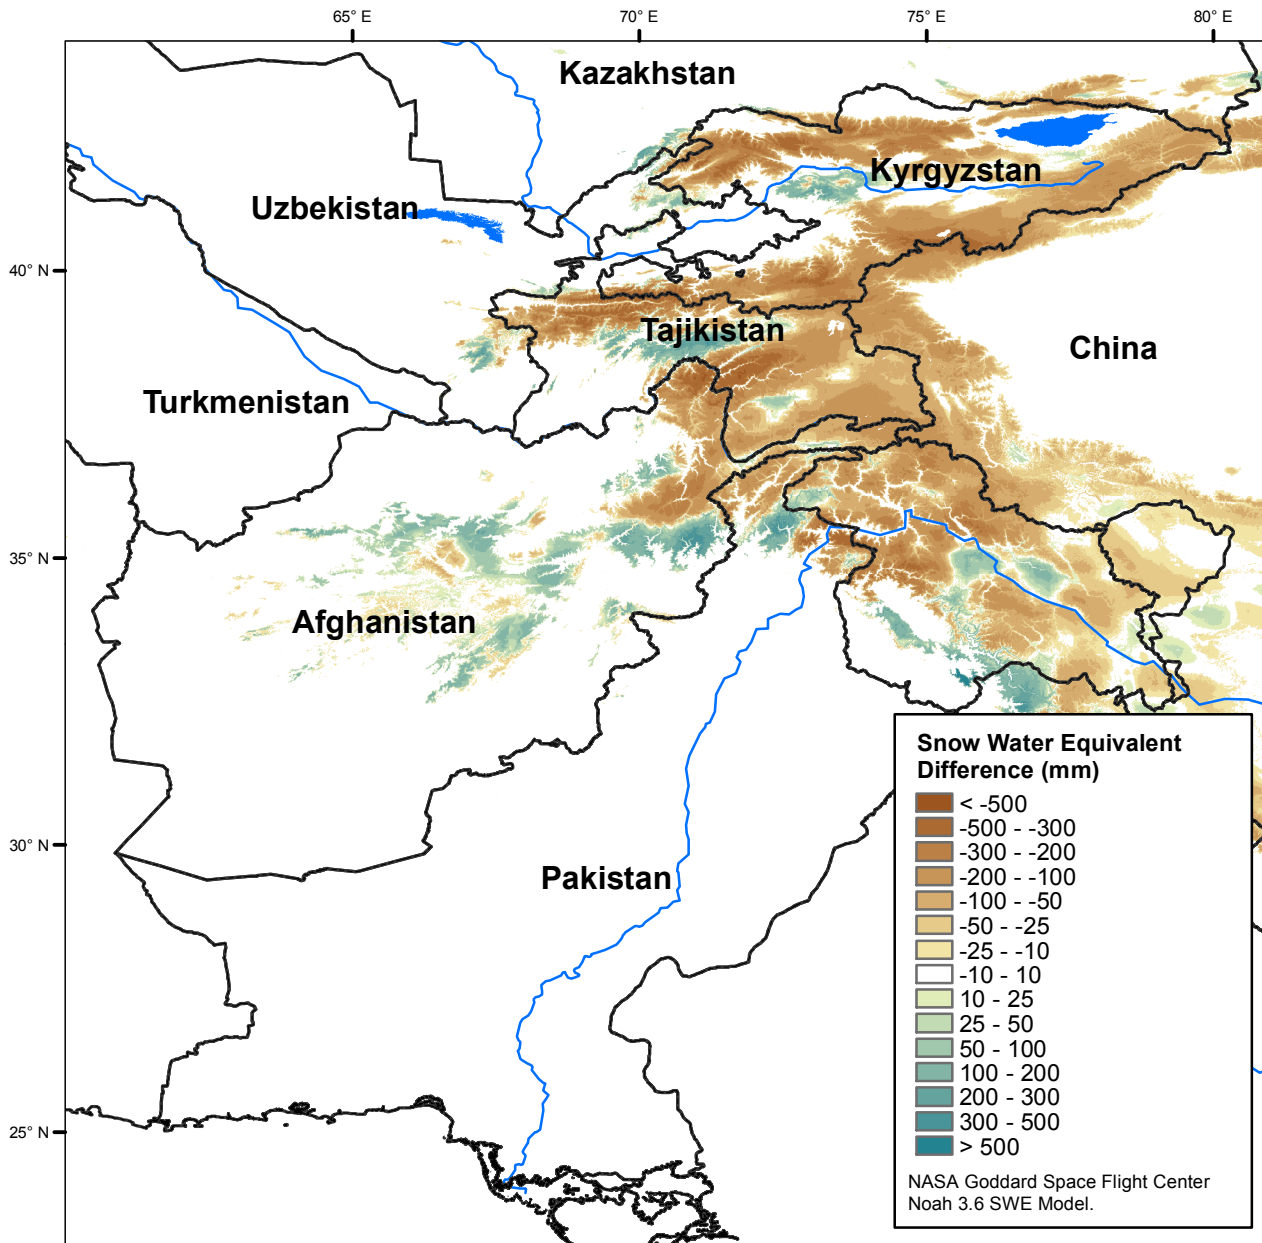 65° E
70° E
75° E
80° E
Kazakhstan
Kyrgyzstan
Uzbekistan
40° N
Tajikistan
China
Turkmenistan
35° N
Afghanistan
30° N
Pakistan
25° N
Snow Water Equivalent
Difference (mm)
< -500
-500 - -300
-300 - -200
-200 - -100
-100 - -50
-50 - -25
-25 - -10
-10 - 10
10 - 25
25 - 50
50 - 100
100 - 200
200 - 300
300 - 500
> 500
NASA Goddard Space Flight Center
Noah 3.6 SWE Model.